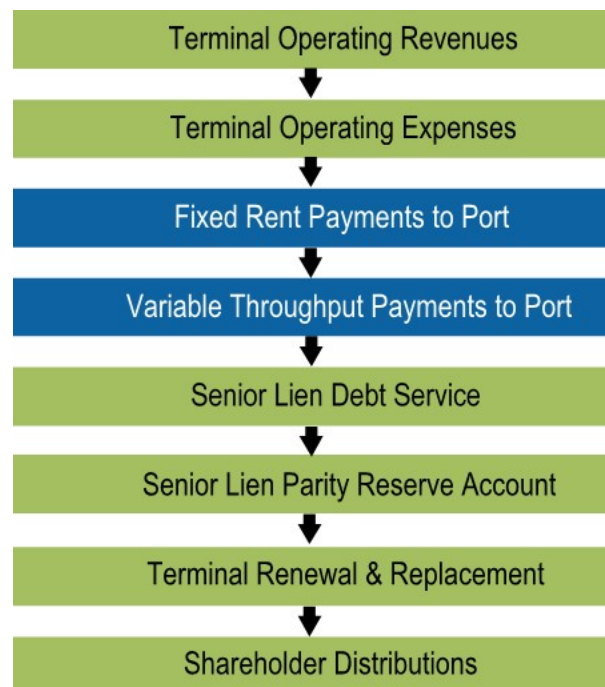 Terminal Operating Revenues
Terminal Operating Expenses
Fixed Rent Payments to Port
Variable Throughput Payments to Port
Senior Lien Debt Service
Senior Lien Parity Reserve Account
Terminal Renewal & Replacement
Shareholder Distributions